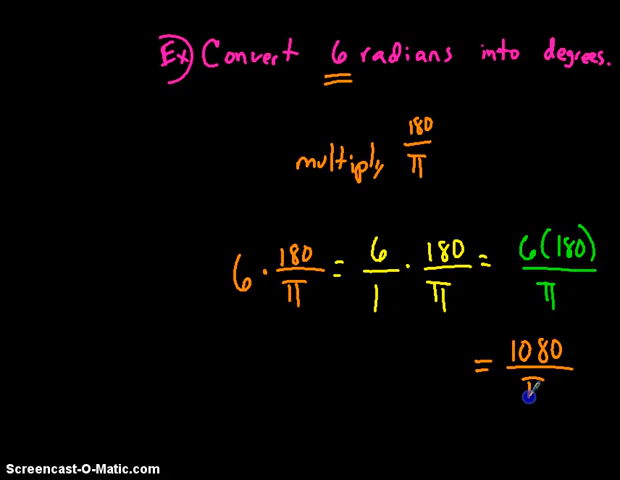 Ex) Convert 6 radians into degrees.
multiply 180/π
6 · 180/π = 6/1 · 180/π = 6(180)/π
= 1080/π
Screencast-O-Matic.com